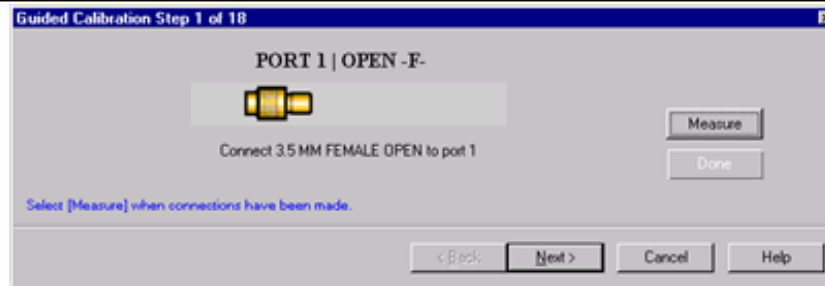 Guided Calibration Step 1 of 18
PORT 1 | OPEN -F-
Connect 3.5 MM FEMALE OPEN to port 1
Measure
Done
Select [Measure] when connections have been made.
< Back
Next >
Cancel
Help